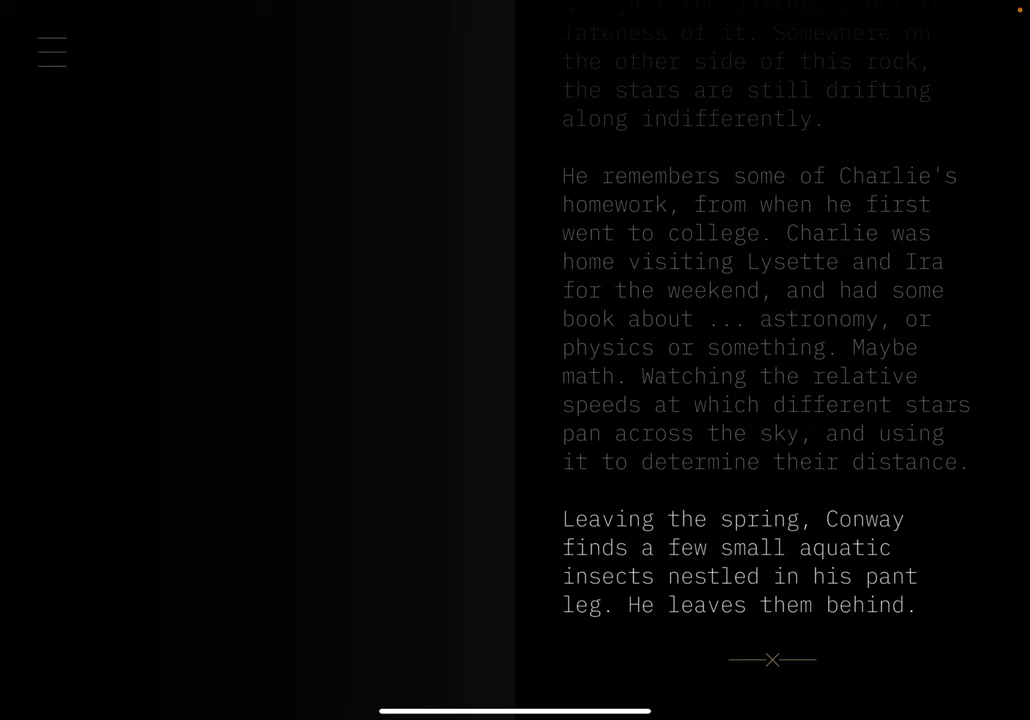 lateness of it. Somewhere on
the other side of this rock,
the stars are still drifting
along indifferently.
He remembers some of Charlie's
homework, from when he first
went to college. Charlie was
home visiting Lysette and Ira
for the weekend, and had some
book about ... astronomy, or
physics or something. Maybe
math. Watching the relative
speeds at which different stars
pan across the sky, and using
it to determine their distance.
Leaving the spring, Conway
finds a few small aquatic
insects nestled in his pant
leg. He leaves them behind.